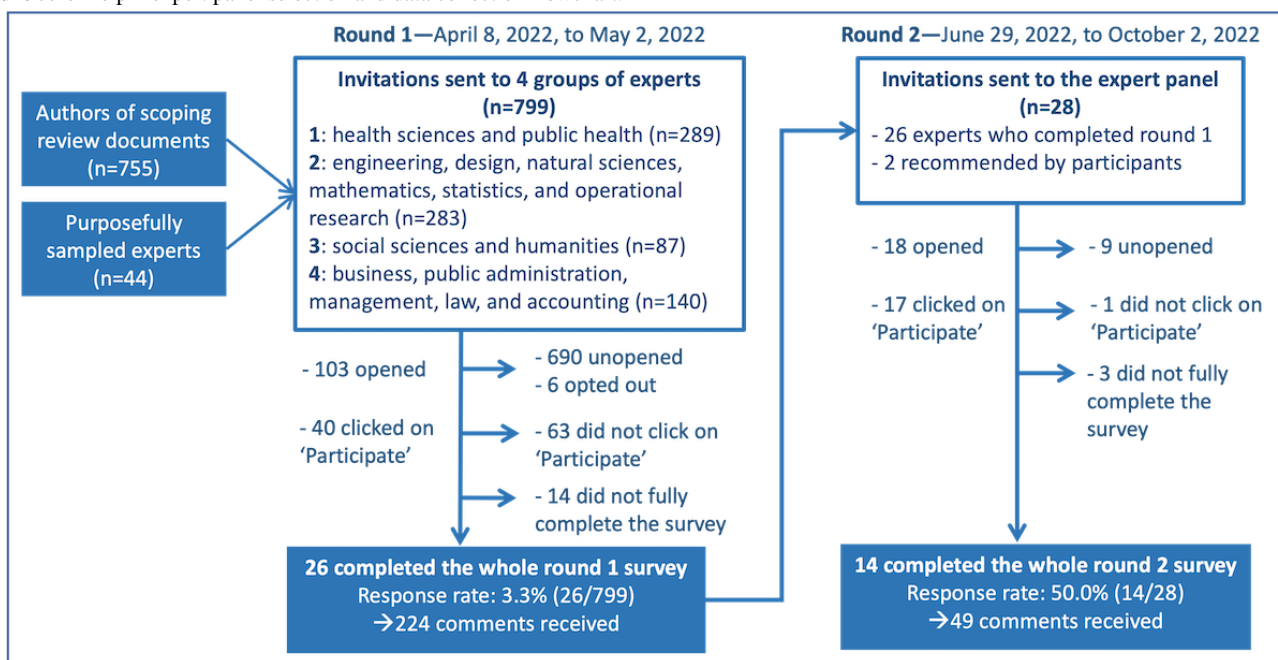 Round 1—April 8, 2022, to May 2, 2022
Round 2—June 29, 2022, to October 2, 2022
Authors of scoping
review documents
(n=755)
Purposefully
sampled experts
(n=44)
Invitations sent to 4 groups of experts
(n=799)
1: health sciences and public health (n=289)
2: engineering, design, natural sciences,
mathematics, statistics, and operational
research (n=283)
3: social sciences and humanities (n=87)
4: business, public administration,
management, law, and accounting (n=140)
- 103 opened
- 690 unopened
- 6 opted out
- 40 clicked on
‘Participate’
- 63 did not click on
‘Participate’
- 14 did not fully
complete the survey
26 completed the whole round 1 survey
Response rate: 3.3% (26/799)
→224 comments received
Invitations sent to the expert panel
(n=28)
- 26 experts who completed round 1
- 2 recommended by participants
- 18 opened
- 9 unopened
- 17 clicked on
‘Participate’
- 1 did not click on
‘Participate’
- 3 did not fully
complete the
survey
14 completed the whole round 2 survey
Response rate: 50.0% (14/28)
→49 comments received